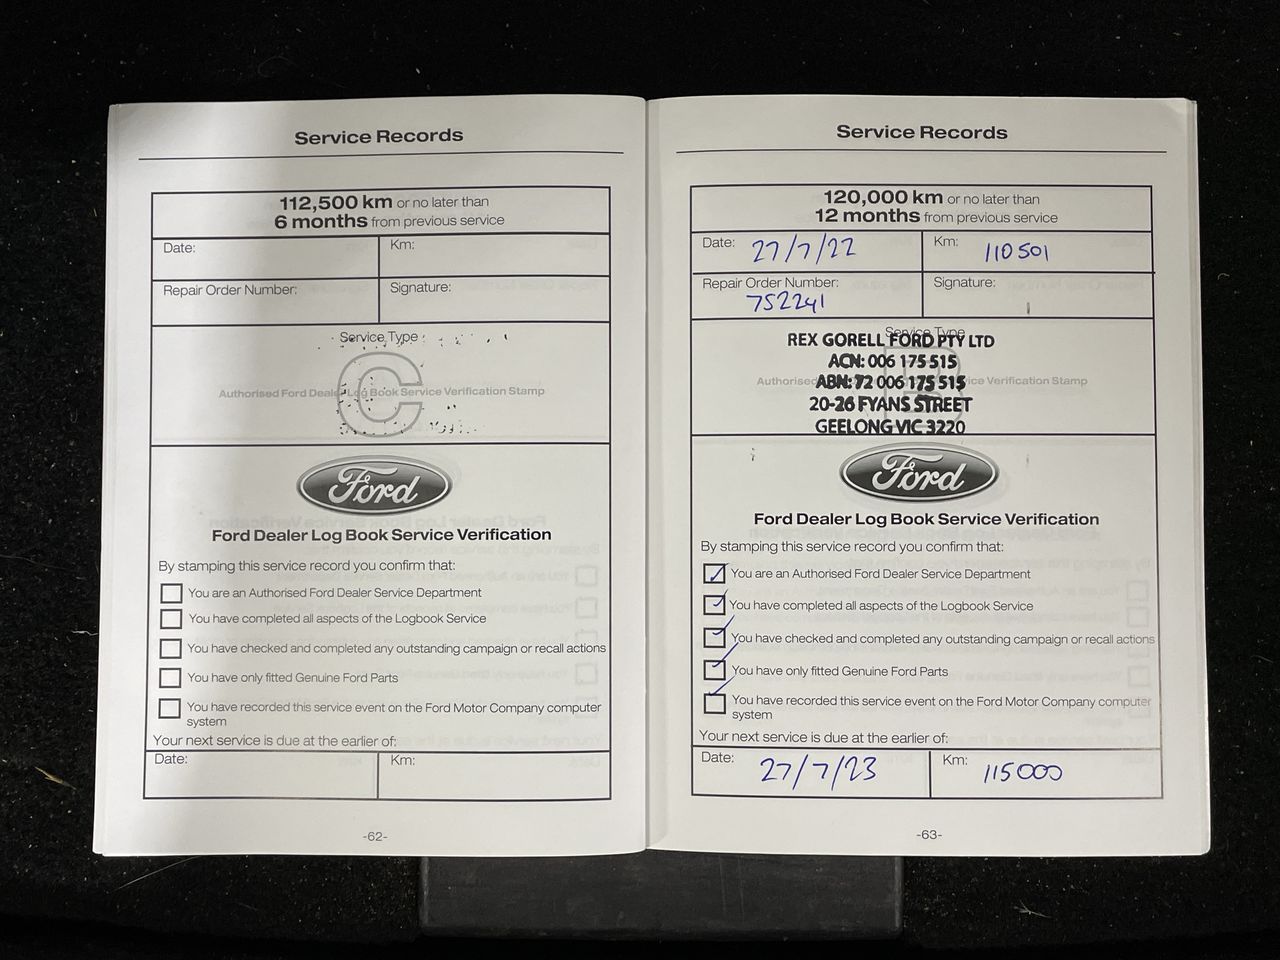 Service Records
112,500 km or no later than
6 months from previous service
Date:
Km:
Repair Order Number:
Signature:
Service Type
C
Authorised Ford Dealer Log Book Service Verification Stamp
Ford
Ford Dealer Log Book Service Verification
By stamping this service record you confirm that:
You are an Authorised Ford Dealer Service Department
You have completed all aspects of the Logbook Service
You have checked and completed any outstanding campaign or recall actions
You have only fitted Genuine Ford Parts
You have recorded this service event on the Ford Motor Company computer
system
Your next service is due at the earlier of:
Date:
Km:
-62-
Service Records
120,000 km or no later than
12 months from previous service
Date: 27/7/22
Km: 110501
Repair Order Number:
752241
Signature:
Service Type
REX GORELL FORD PTY LTD
ACN: 006 175 515
B
Authorised
vice Verification Stamp
ABN: 72 006 175 515
20-26 FYANS STREET
GEELONG VIC 3220
Ford
Ford Dealer Log Book Service Verification
By stamping this service record you confirm that:
You are an Authorised Ford Dealer Service Department
You have completed all aspects of the Logbook Service
You have checked and completed any outstanding campaign or recall actions
You have only fitted Genuine Ford Parts
You have recorded this service event on the Ford Motor Company computer
system
Your next service is due at the earlier of:
Date: 27/7/23
Km: 115000
-63-